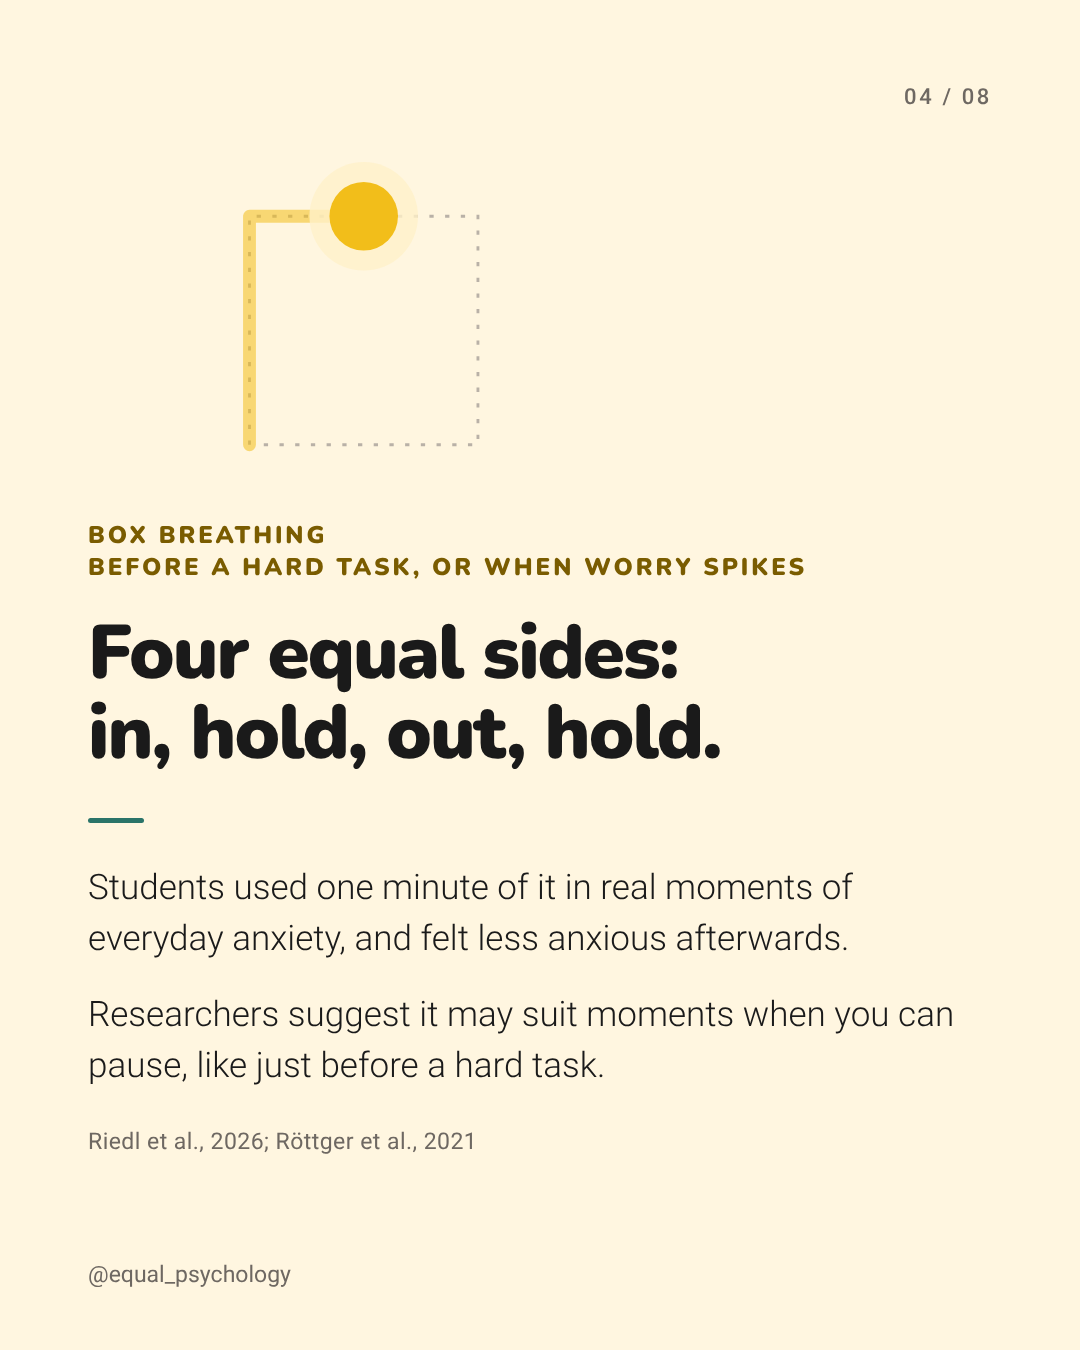 04 / 08
BOX BREATHING
BEFORE A HARD TASK, OR WHEN WORRY SPIKES
Four equal sides:
in, hold, out, hold.
Students used one minute of it in real moments of
everyday anxiety, and felt less anxious afterwards.
Researchers suggest it may suit moments when you can
pause, like just before a hard task.
Riedl et al., 2026; Röttger et al., 2021
@equal_psychology